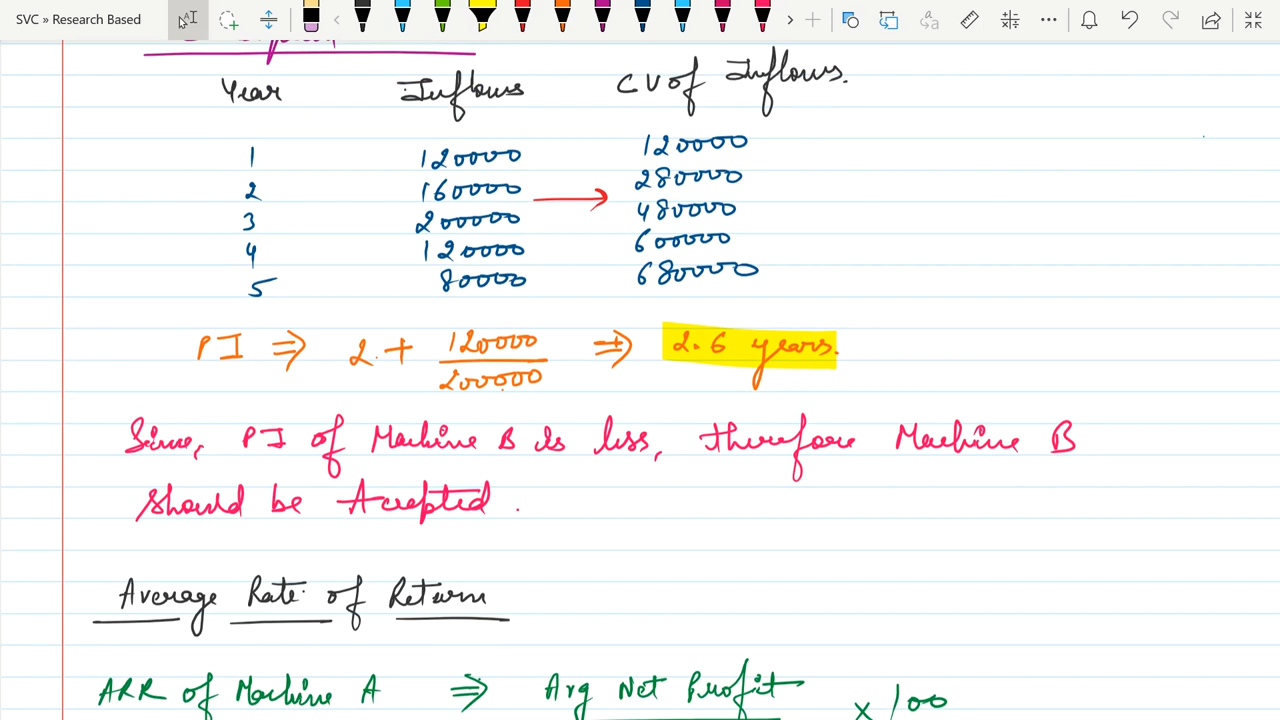 SVC » Research Based
Year Inflows CV of Inflows.
1 120000 120000
2 160000 280000
3 200000 480000
4 120000 600000
5 80000 680000
PI ⇒ 2 + 120000 / 200000 ⇒ 2.6 years.
Since, PI of Machine B is less, therefore Machine B
should be Accepted.
Average Rate of Return
ARR of Machine A ⇒ Avg Net Profit × 100